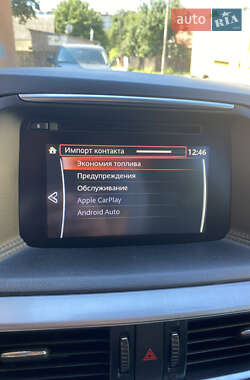 auto RIA
Импорт контакта 12:46
Экономия топлива
Предупреждения
Обслуживание
Apple CarPlay
Android Auto